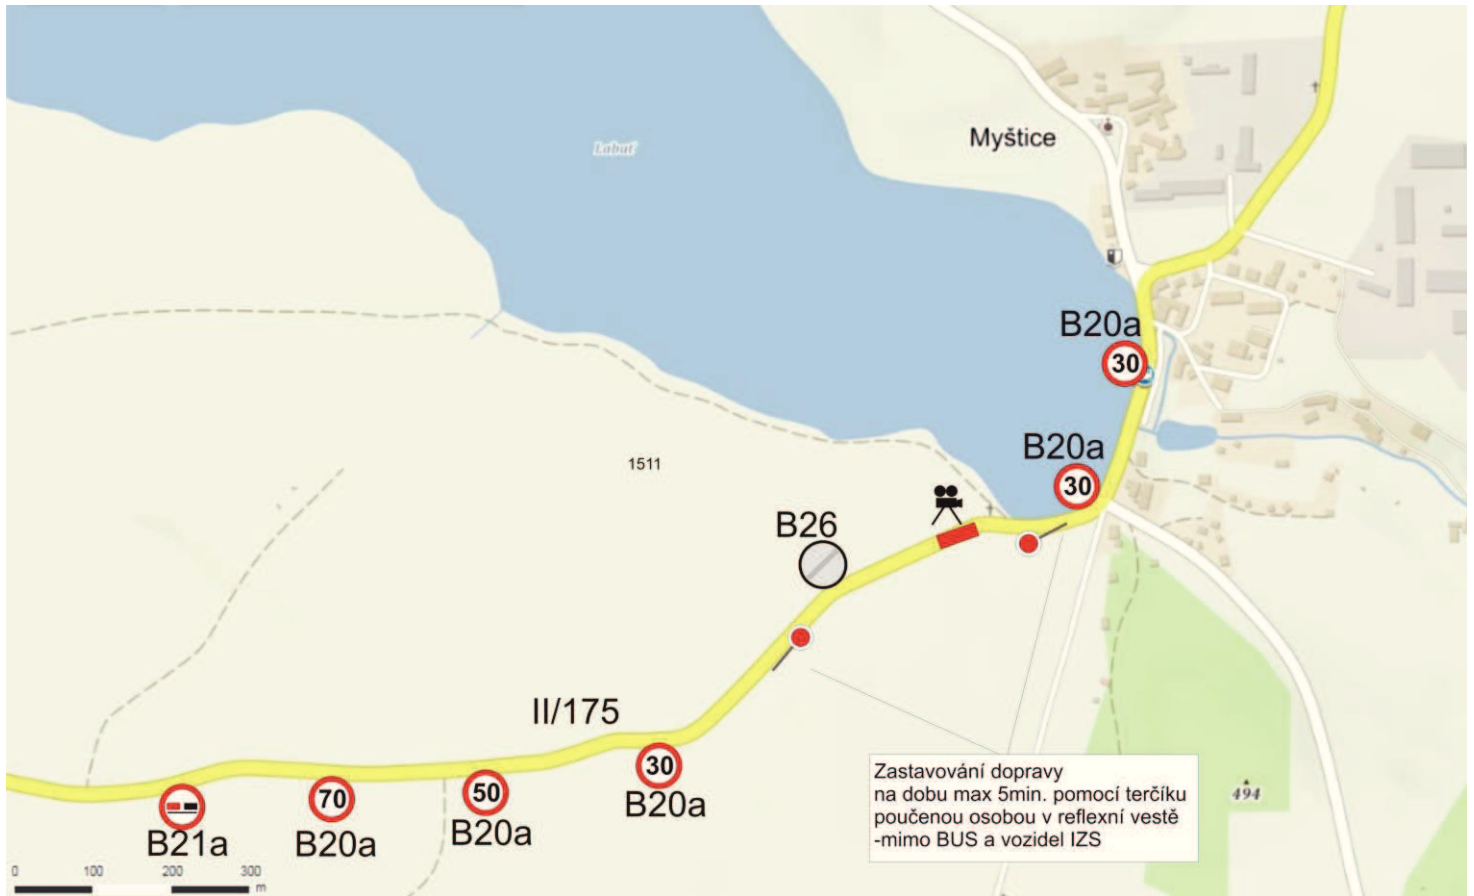 Labuť
Myštice
B20a
30
B20a
30
1511
B26
II/175
30
B20a
50
B20a
70
B20a
B21a
Zastavování dopravy
na dobu max 5min. pomocí terčíku
poučenou osobou v reflexní vestě
-mimo BUS a vozidel IZS
494
0 100 200 300
m